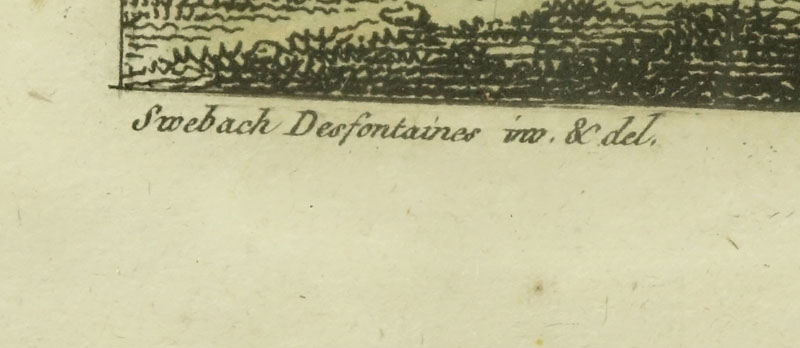 Swebach Desfontaines inv. & del.